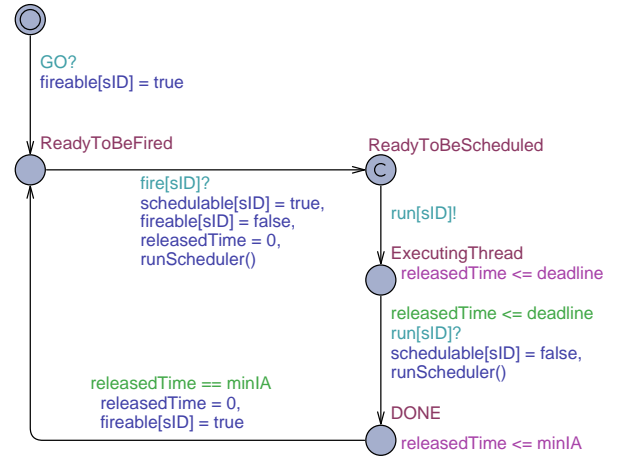 GO?
fireable[sID] = true
ReadyToBeFired
ReadyToBeScheduled
C
fire[sID]?
schedulable[sID] = true,
fireable[sID] = false,
releasedTime = 0,
runScheduler()
run[sID]!
ExecutingThread
releasedTime <= deadline
releasedTime <= deadline
run[sID]?
schedulable[sID] = false,
runScheduler()
releasedTime == minIA
releasedTime = 0,
fireable[sID] = true
DONE
releasedTime <= minIA